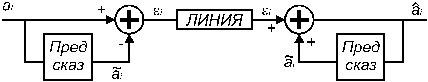 aᵢ + εᵢ ЛИНИЯ εᵢ âᵢ
+
- ãᵢ ãᵢ +
Пред
сказ
Пред
сказ